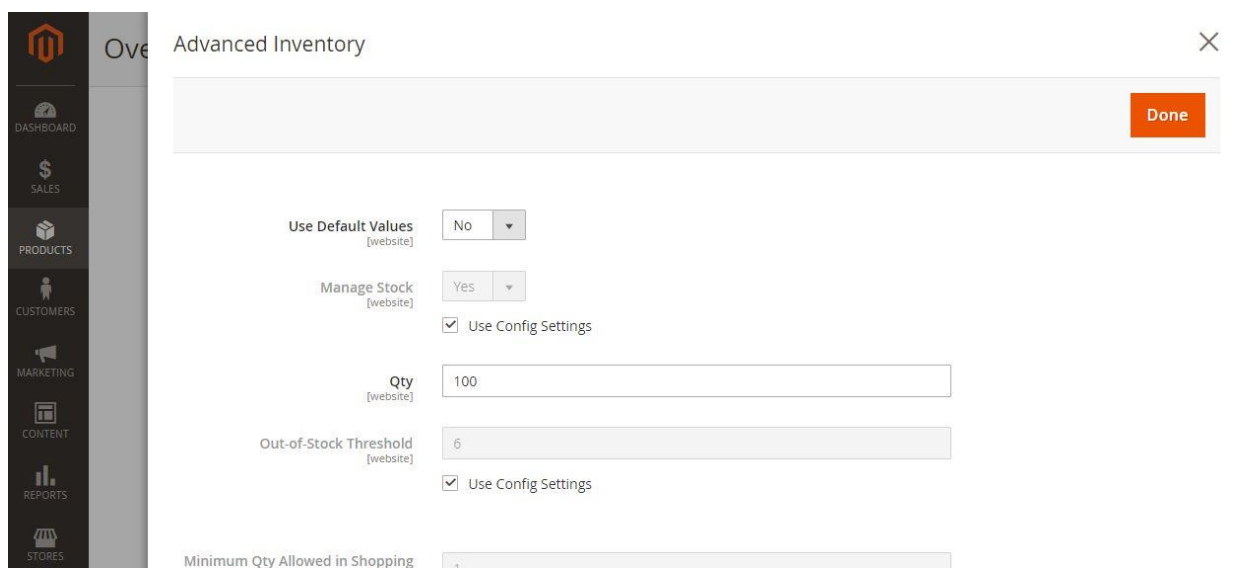 Ove
Advanced Inventory
Done
DASHBOARD
SALES
PRODUCTS
CUSTOMERS
MARKETING
CONTENT
REPORTS
STORES
Use Default Values
[website]
No
Manage Stock
[website]
Yes
Use Config Settings
Qty
[website]
100
Out-of-Stock Threshold
[website]
6
Use Config Settings
Minimum Qty Allowed in Shopping
1